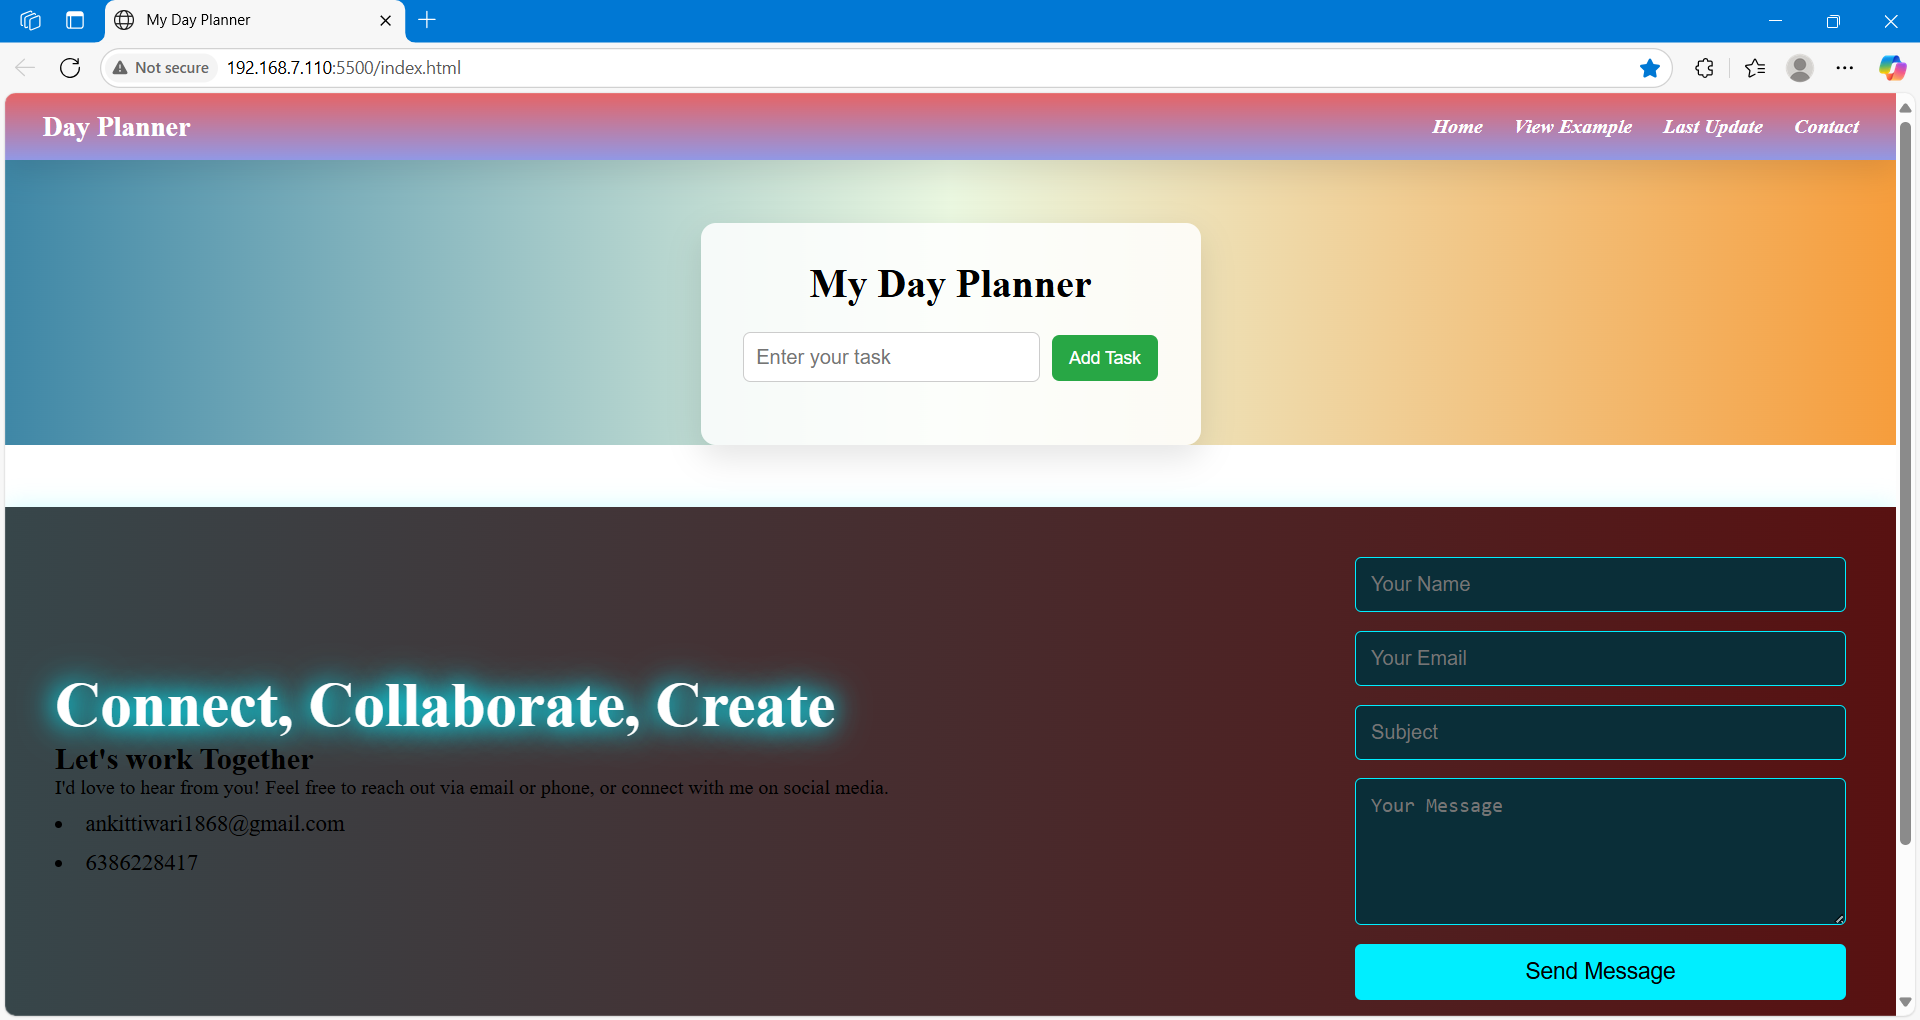 My Day Planner
Not secure 192.168.7.110:5500/index.html
Day Planner
Home View Example Last Update Contact
My Day Planner
Enter your task Add Task
Connect, Collaborate, Create
Let's work Together
I'd love to hear from you! Feel free to reach out via email or phone, or connect with me on social media.
• ankittiwari1868@gmail.com
• 6386228417
Your Name
Your Email
Subject
Your Message
Send Message